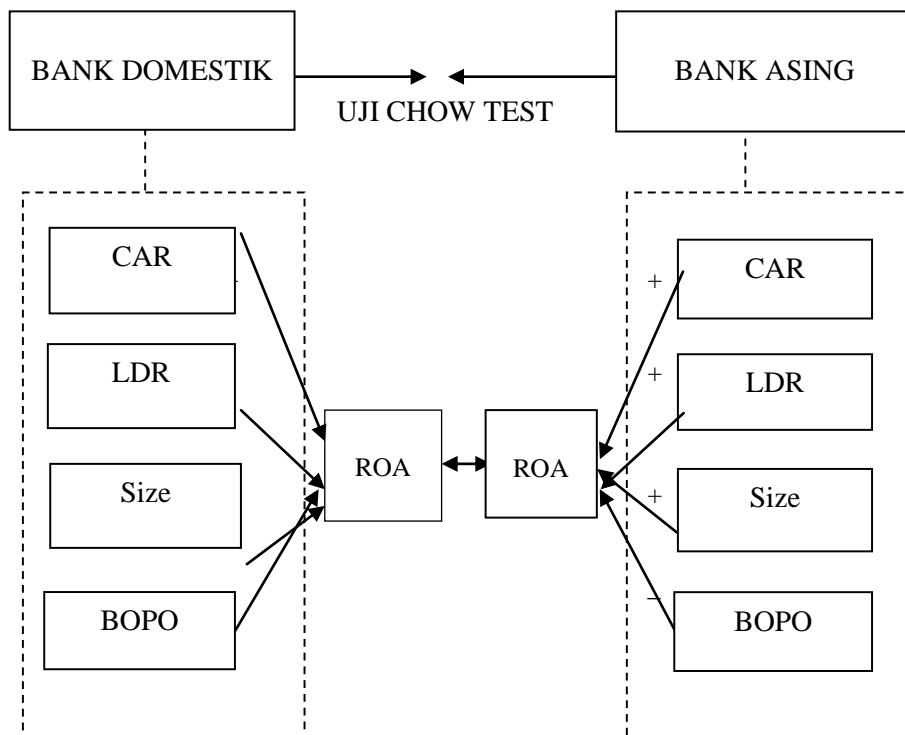 BANK DOMESTIK
BANK ASING
UJI CHOW TEST
CAR
LDR
Size
BOPO
ROA
ROA
+
CAR
+
LDR
+
Size
−
BOPO